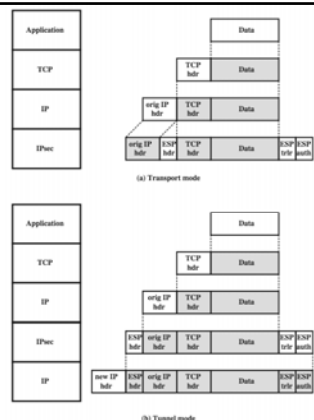 Application
Data
TCP
TCP hdr
Data
IP
orig IP hdr
TCP hdr
Data
IPsec
orig IP hdr
ESP hdr
TCP hdr
Data
ESP trlr
ESP auth
(a) Transport mode
Application
Data
TCP
TCP hdr
Data
IP
orig IP hdr
TCP hdr
Data
IPsec
ESP hdr
orig IP hdr
TCP hdr
Data
ESP trlr
ESP auth
IP
new IP hdr
ESP hdr
orig IP hdr
TCP hdr
Data
ESP trlr
ESP auth
(b) Tunnel mode